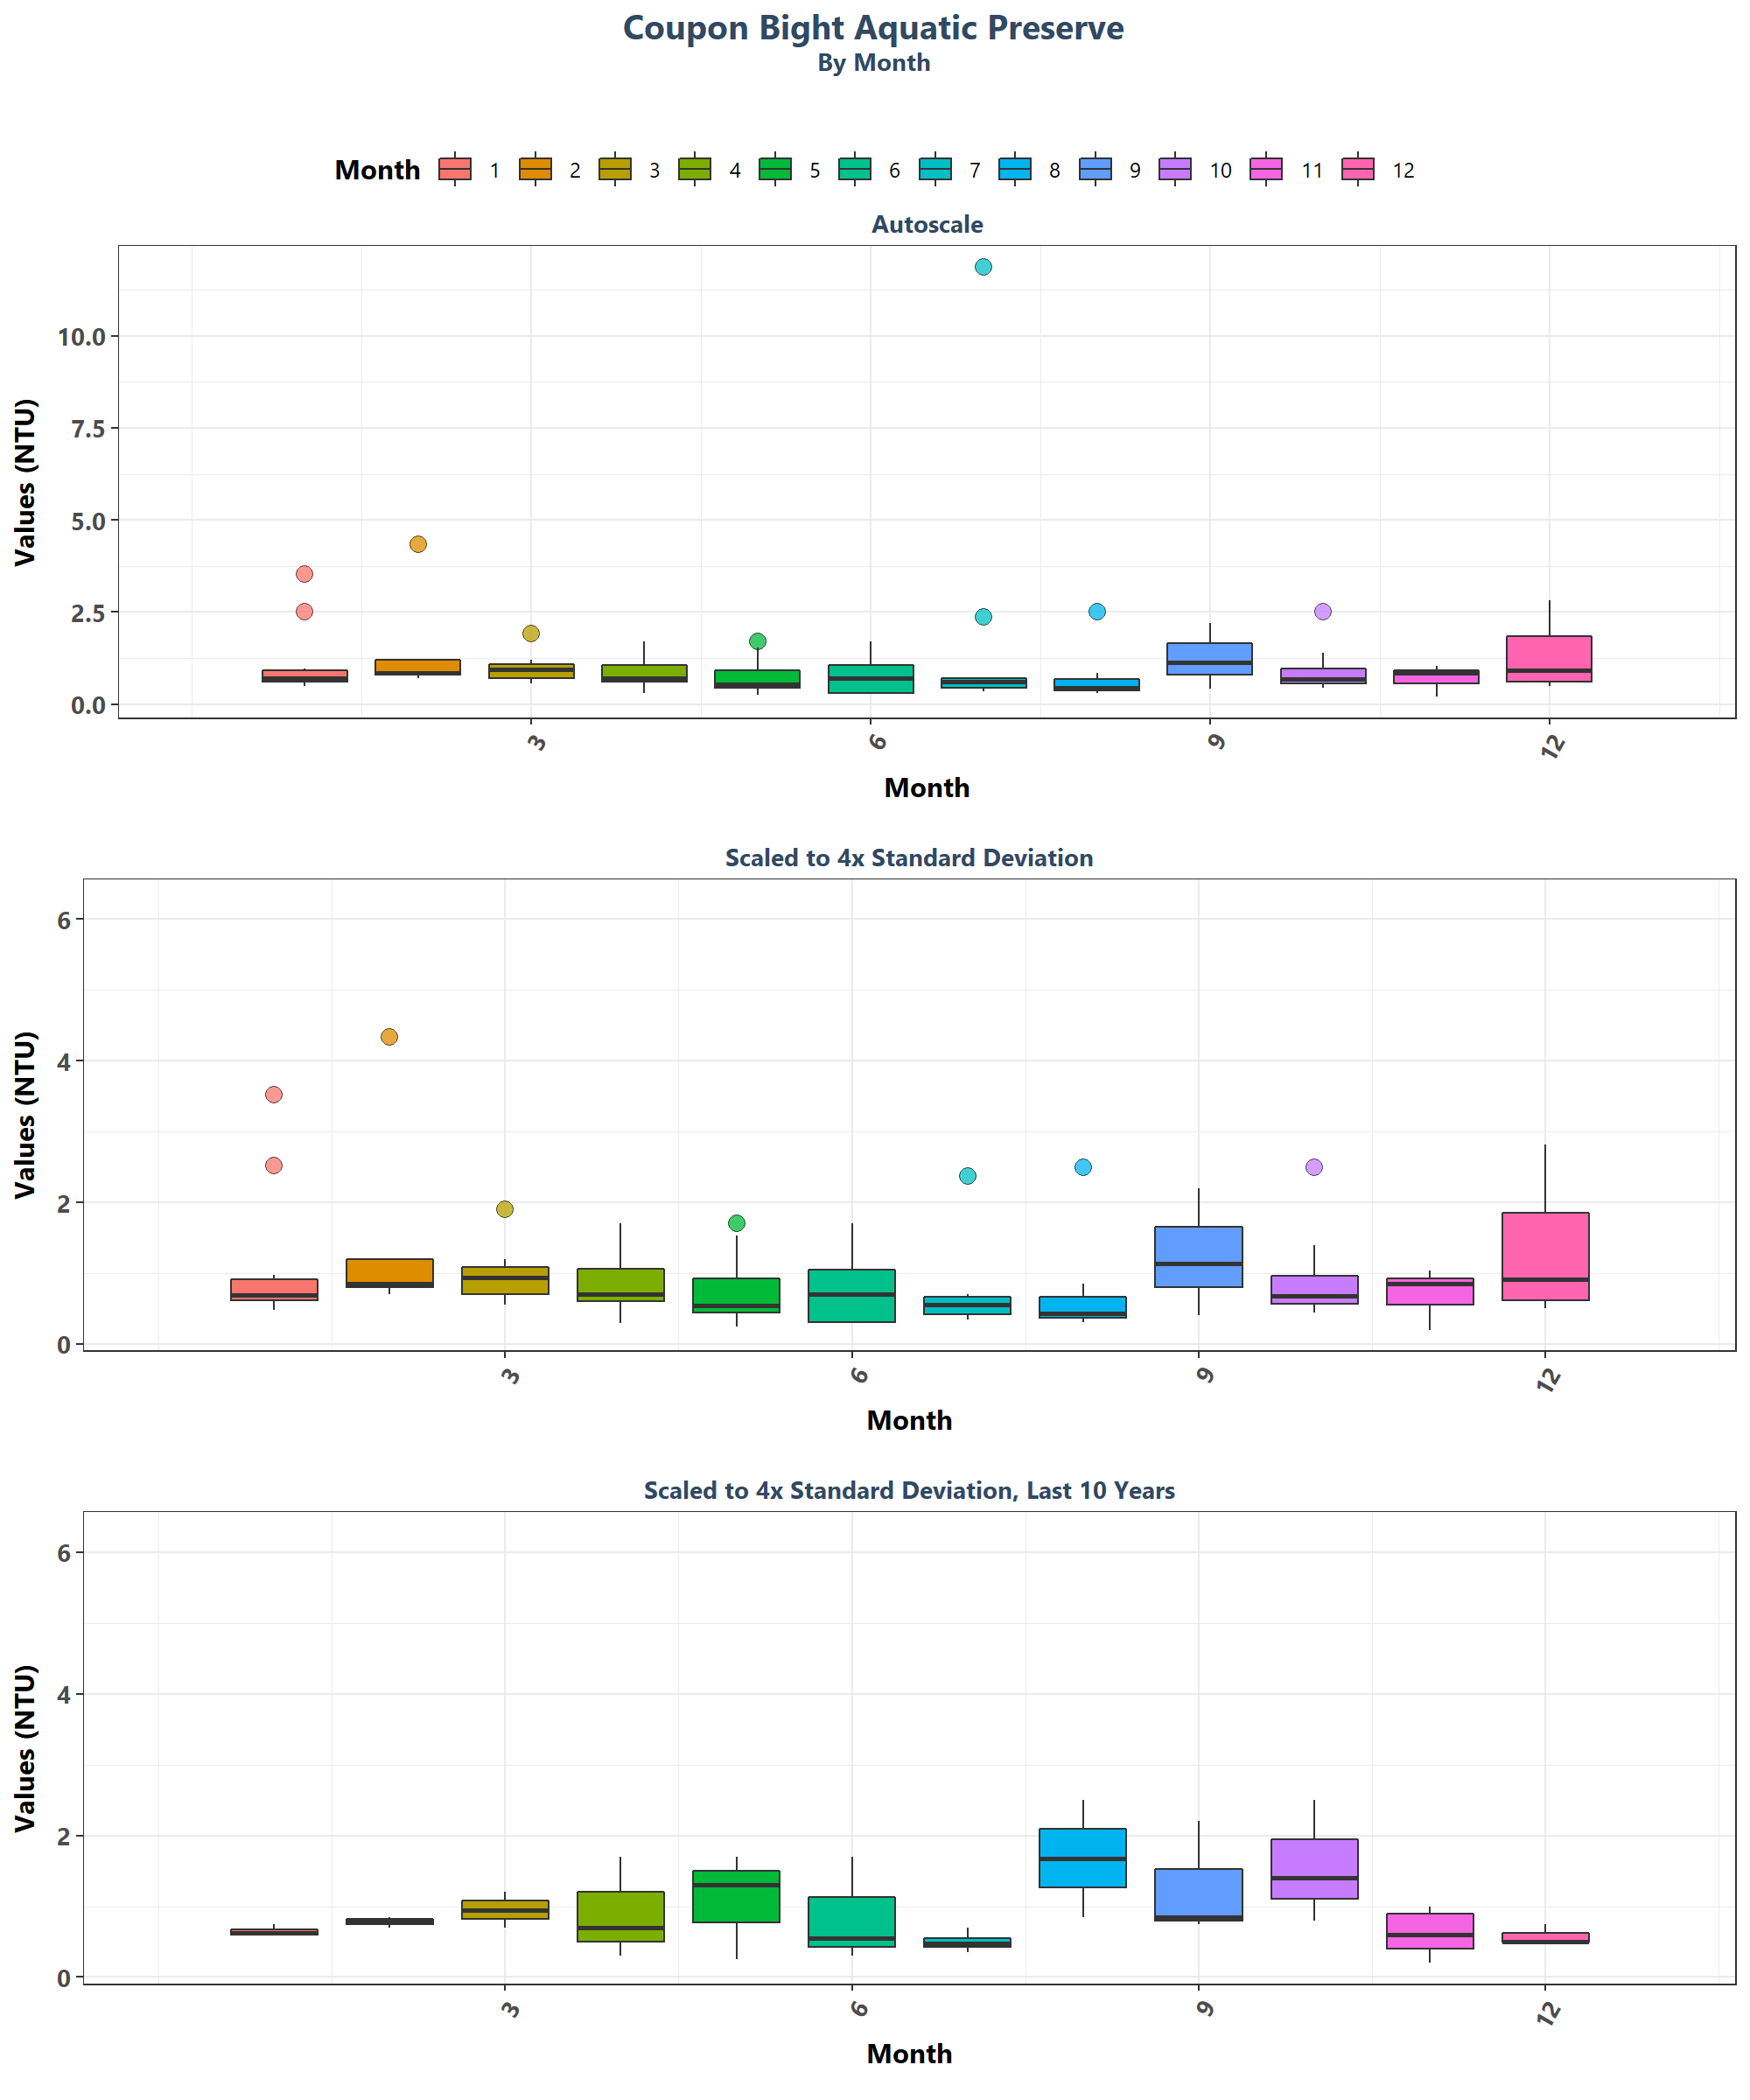 Coupon Bight Aquatic Preserve
By Month
Month 1 2 3 4 5 6 7 8 9 10 11 12
Autoscale
Values (NTU)
10.0
7.5
5.0
2.5
0.0
3 6 9 12
Month
Scaled to 4x Standard Deviation
Values (NTU)
6
4
2
0
3 6 9 12
Month
Scaled to 4x Standard Deviation, Last 10 Years
Values (NTU)
6
4
2
0
3 6 9 12
Month